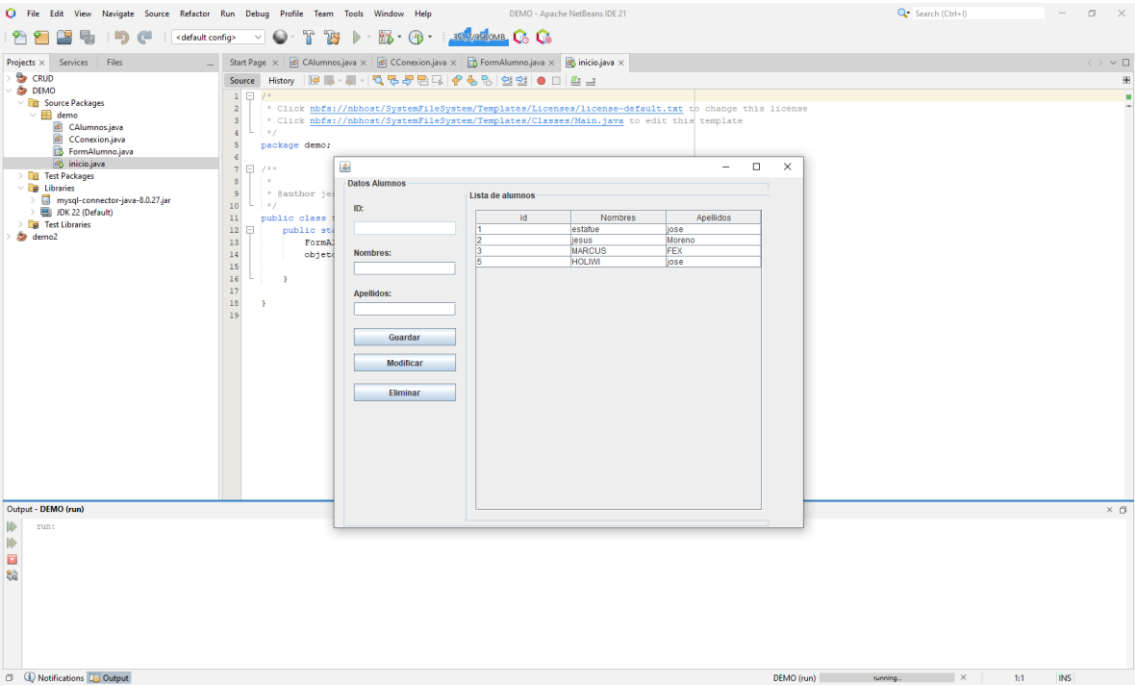 File Edit View Navigate Source Refactor Run Debug Profile Team Tools Window Help DEMO - Apache NetBeans IDE 21 Search (Ctrl+I)
<default config>
Projects Services Files
Start Page CAlumnos.java CConexion.java FormAlumno.java inicio.java
CRUD
DEMO
Source Packages
demo
CAlumnos.java
CConexion.java
FormAlumno.java
inicio.java
Test Packages
Libraries
mysql-connector-java-8.0.27.jar
JDK 22 (Default)
Test Libraries
demo2
Source History
1 /*
2 * Click nbfs://nbhost/SystemFileSystem/Templates/Licenses/license-default.txt to change this license
3 * Click nbfs://nbhost/SystemFileSystem/Templates/Classes/Main.java to edit this template
4 */
5 package demo;
6
7 /**
8 *
9 * @author
10 */
11 public class
12 public
13
14
15
16 }
17
18 }
19
Datos Alumnos
ID:
Nombres:
Apellidos:
Guardar
Modificar
Eliminar
Lista de alumnos
id Nombres Apellidos
1 estafue jose
2 jesus Moreno
3 MARCUS FEX
5 HOLIWI jose
Output - DEMO (run)
run:
Notifications Output DEMO (run) running... 1:1 INS